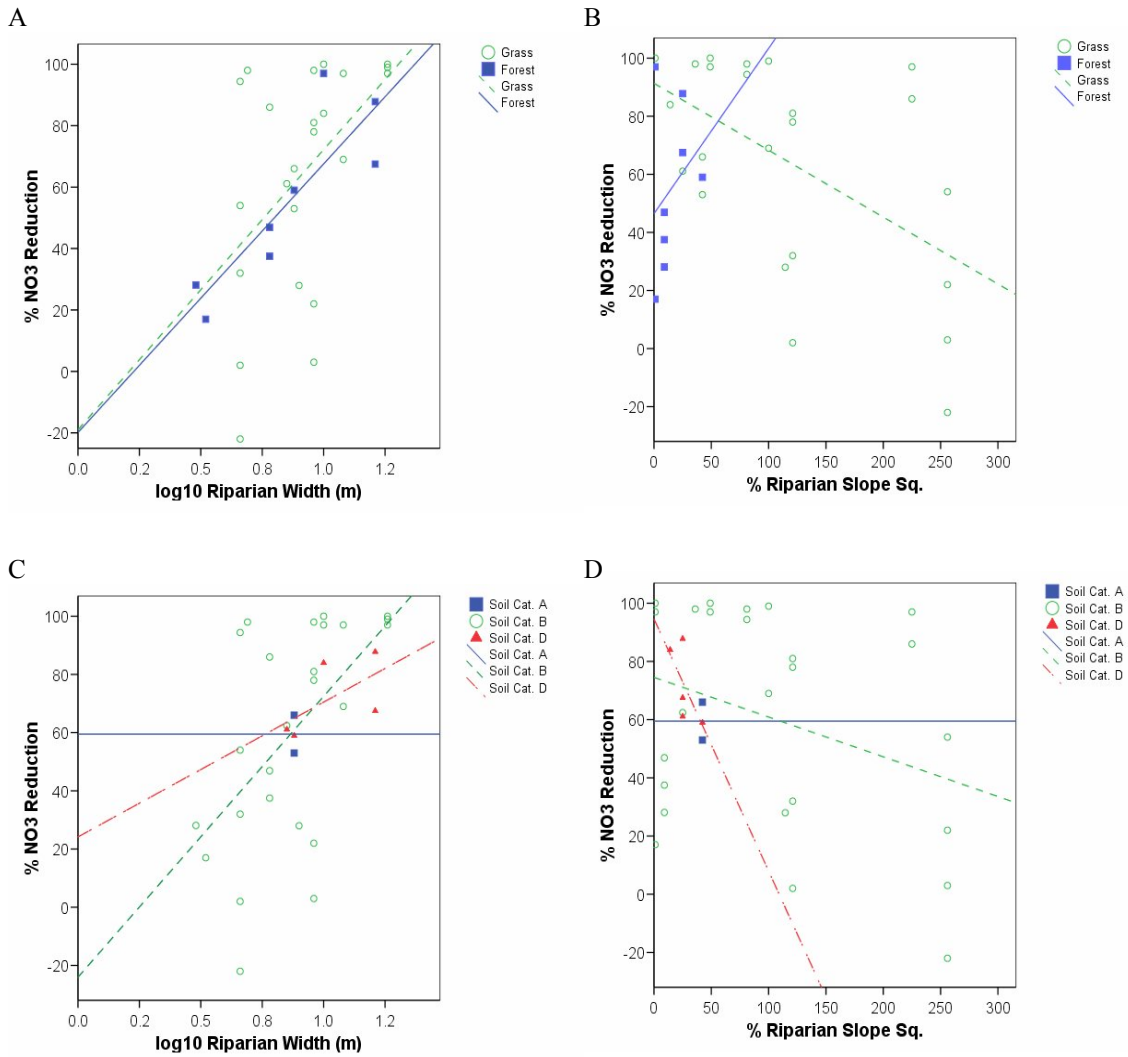 A
100
80
60
40
20
0
-20
% NO3 Reduction
0.0 0.2 0.5 0.8 1.0 1.2
log10 Riparian Width (m)
Grass
Forest
Grass
Forest
B
100
80
60
40
20
0
-20
% NO3 Reduction
0 50 100 150 200 250 300
% Riparian Slope Sq.
Grass
Forest
Grass
Forest
C
100
80
60
40
20
0
-20
% NO3 Reduction
0.0 0.2 0.5 0.8 1.0 1.2
log10 Riparian Width (m)
Soil Cat. A
Soil Cat. B
Soil Cat. D
Soil Cat. A
Soil Cat. B
Soil Cat. D
D
100
80
60
40
20
0
-20
% NO3 Reduction
0 50 100 150 200 250 300
% Riparian Slope Sq.
Soil Cat. A
Soil Cat. B
Soil Cat. D
Soil Cat. A
Soil Cat. B
Soil Cat. D